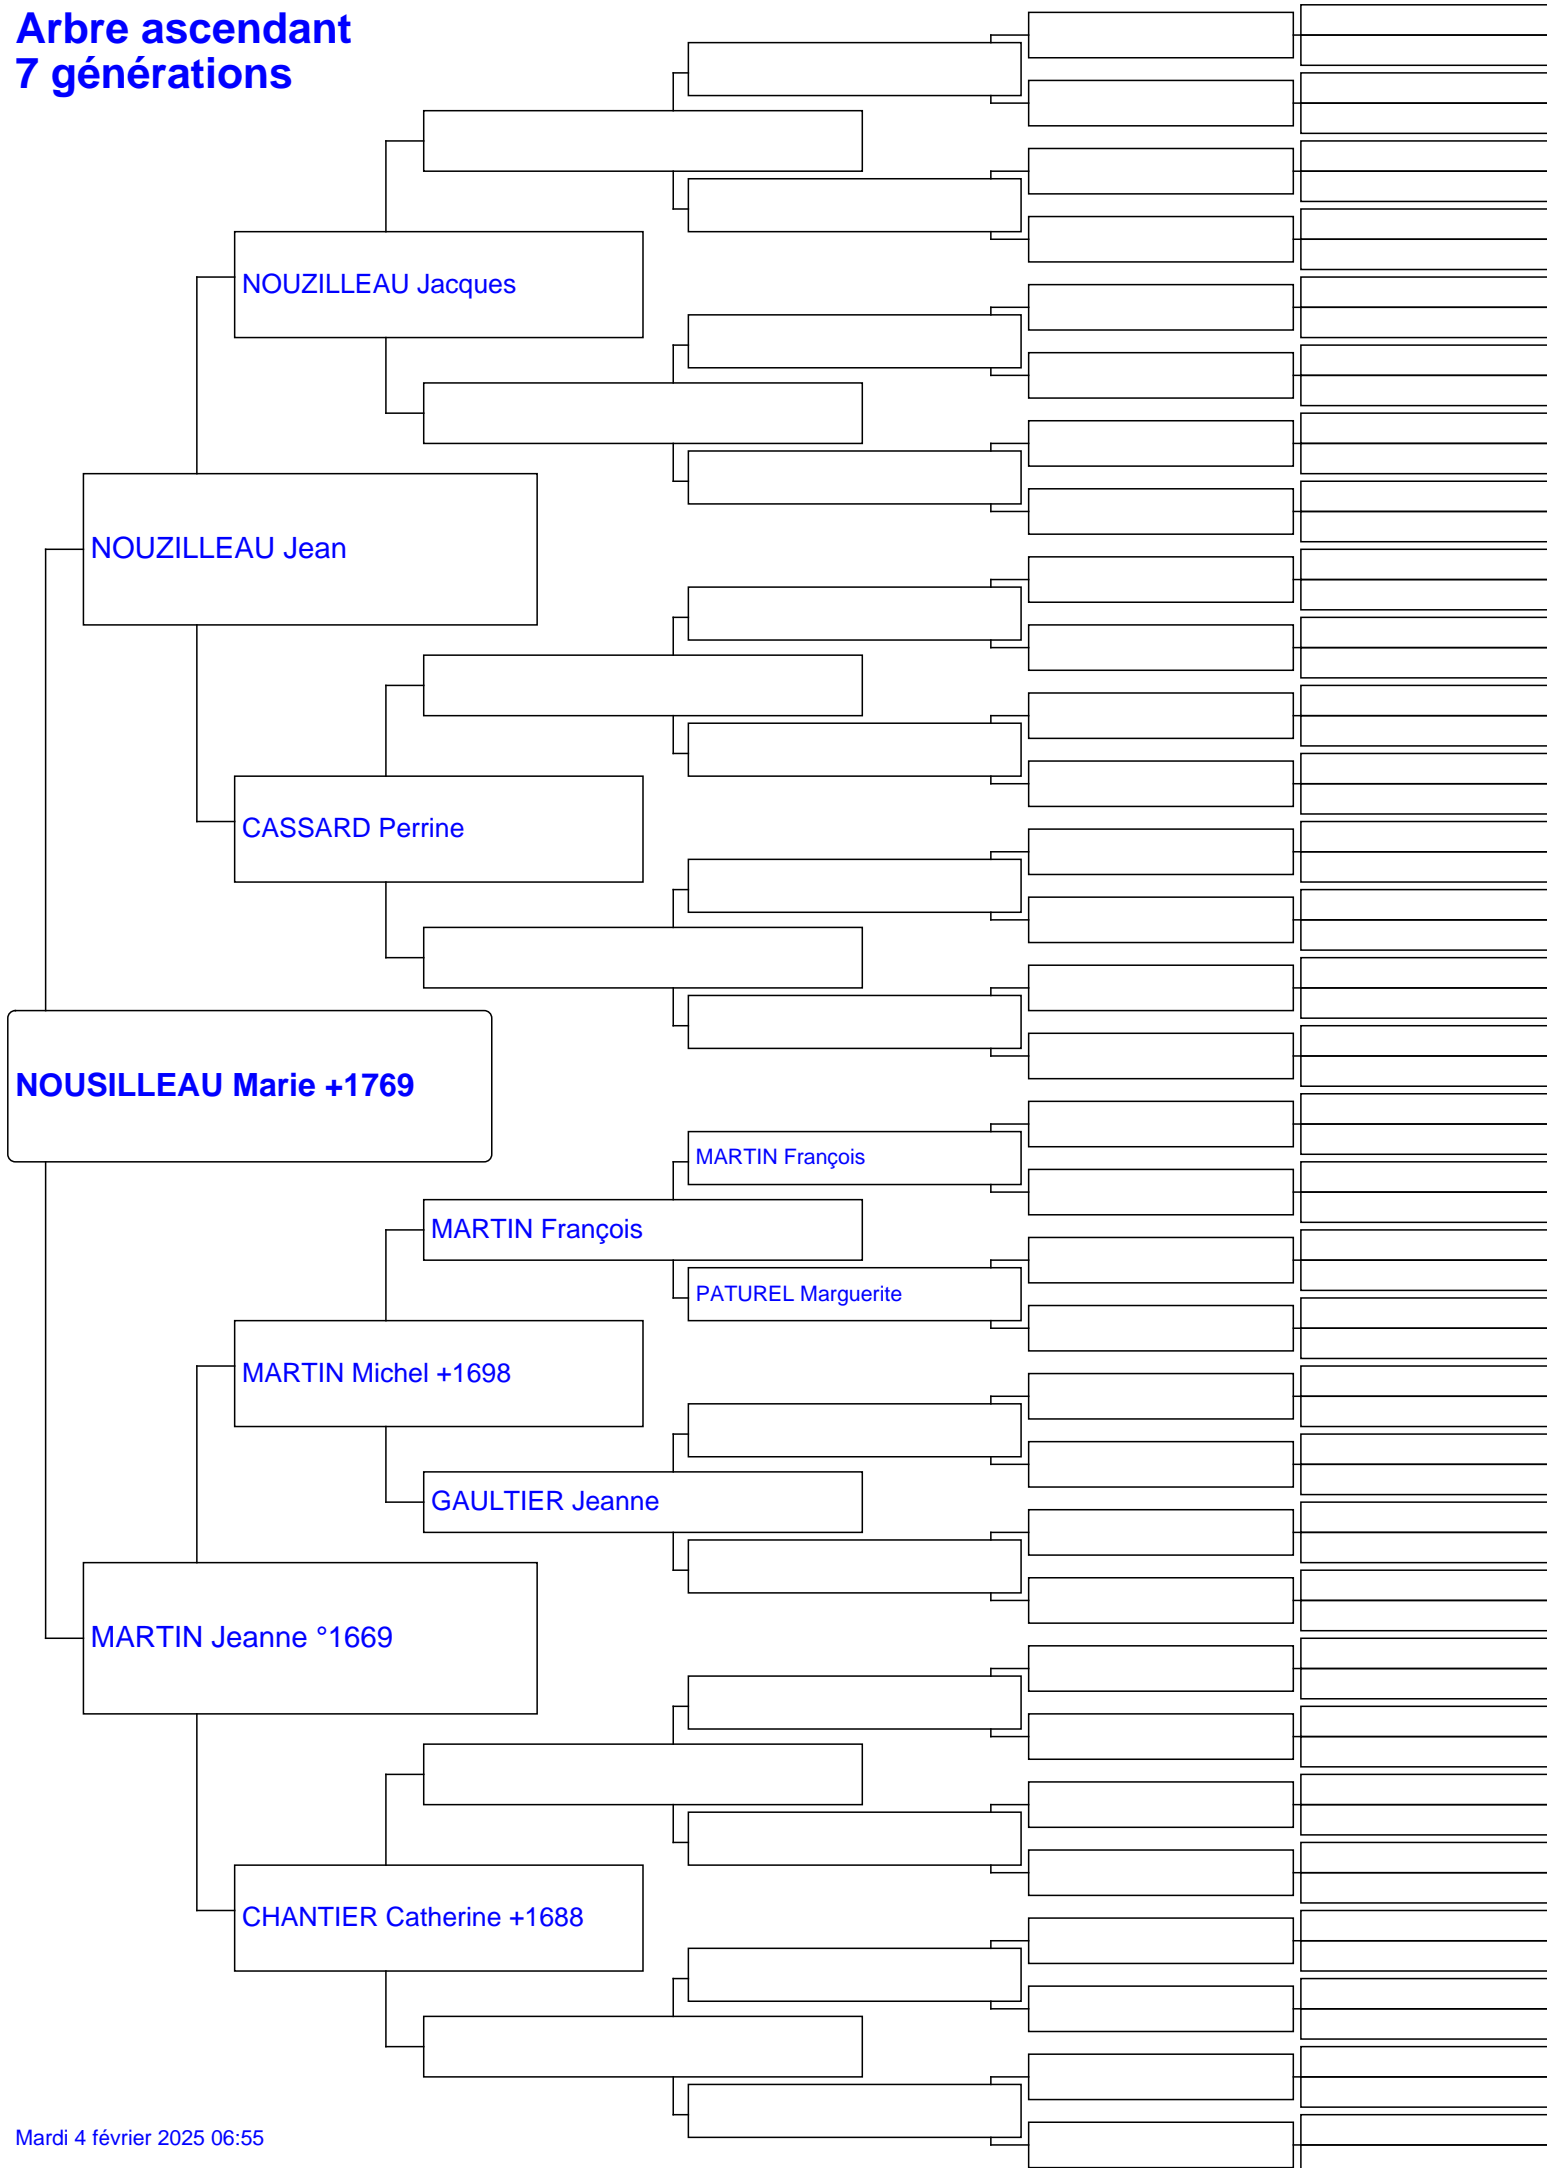 Arbre ascendant
7 générations
NOUZILLEAU Jacques
NOUZILLEAU Jean
CASSARD Perrine
NOUSILLEAU Marie +1769
MARTIN François
MARTIN François
PATUREL Marguerite
MARTIN Michel +1698
GAULTIER Jeanne
MARTIN Jeanne °1669
CHANTIER Catherine +1688
Mardi 4 février 2025 06:55